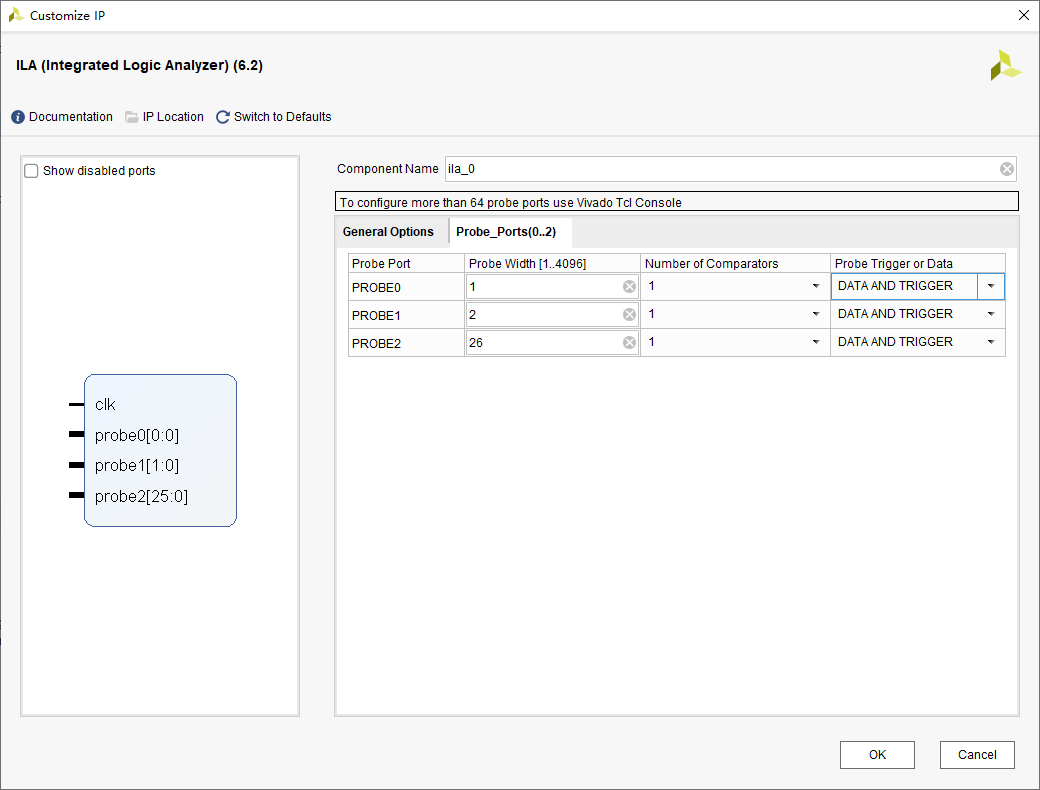 Customize IP
ILA (Integrated Logic Analyzer) (6.2)
Documentation IP Location Switch to Defaults
Show disabled ports
clk
probe0[0:0]
probe1[1:0]
probe2[25:0]
Component Name ila_0
To configure more than 64 probe ports use Vivado Tcl Console
General Options Probe_Ports(0..2)
Probe Port Probe Width [1..4096] Number of Comparators Probe Trigger or Data
PROBE0 1 1 DATA AND TRIGGER
PROBE1 2 1 DATA AND TRIGGER
PROBE2 26 1 DATA AND TRIGGER
OK Cancel